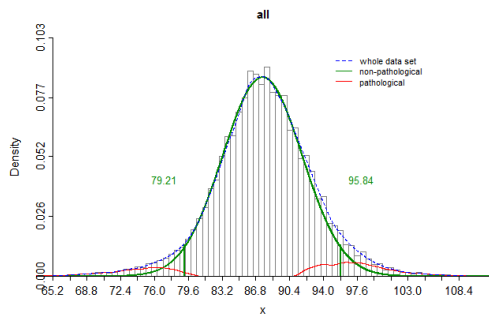 all
0.103
0.077
0.052
0.026
0.000
Density
whole data set
non-pathological
pathological
79.21
95.84
65.2 68.8 72.4 76.0 79.6 83.2 86.8 90.4 94.0 97.6 103.0 108.4
x